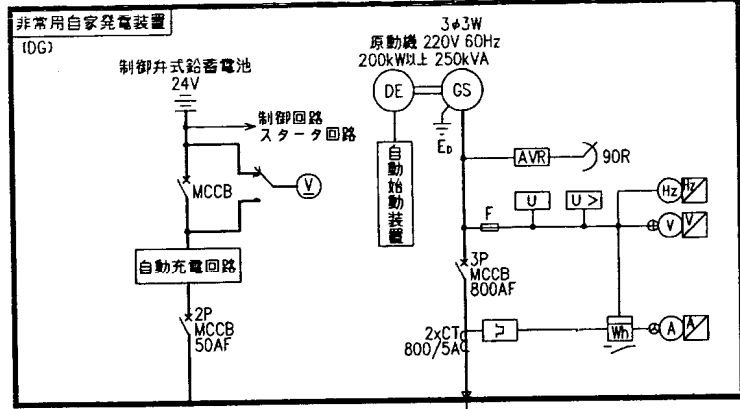 非常用自家発電装置
(DG)
制御弁式鉛蓄電池
24V
制御回路
スタータ回路
MCCB
V
自動充電回路
2P
MCCB
50AF
3φ3W
原動機 220V 60Hz
200kW以上 250kVA
DE
GS
ED
自動始動装置
AVR
90R
F
U
U>
Hz
Hz
V
V
3P
MCCB
800AF
2xCT
800/5A
Wh
A
A